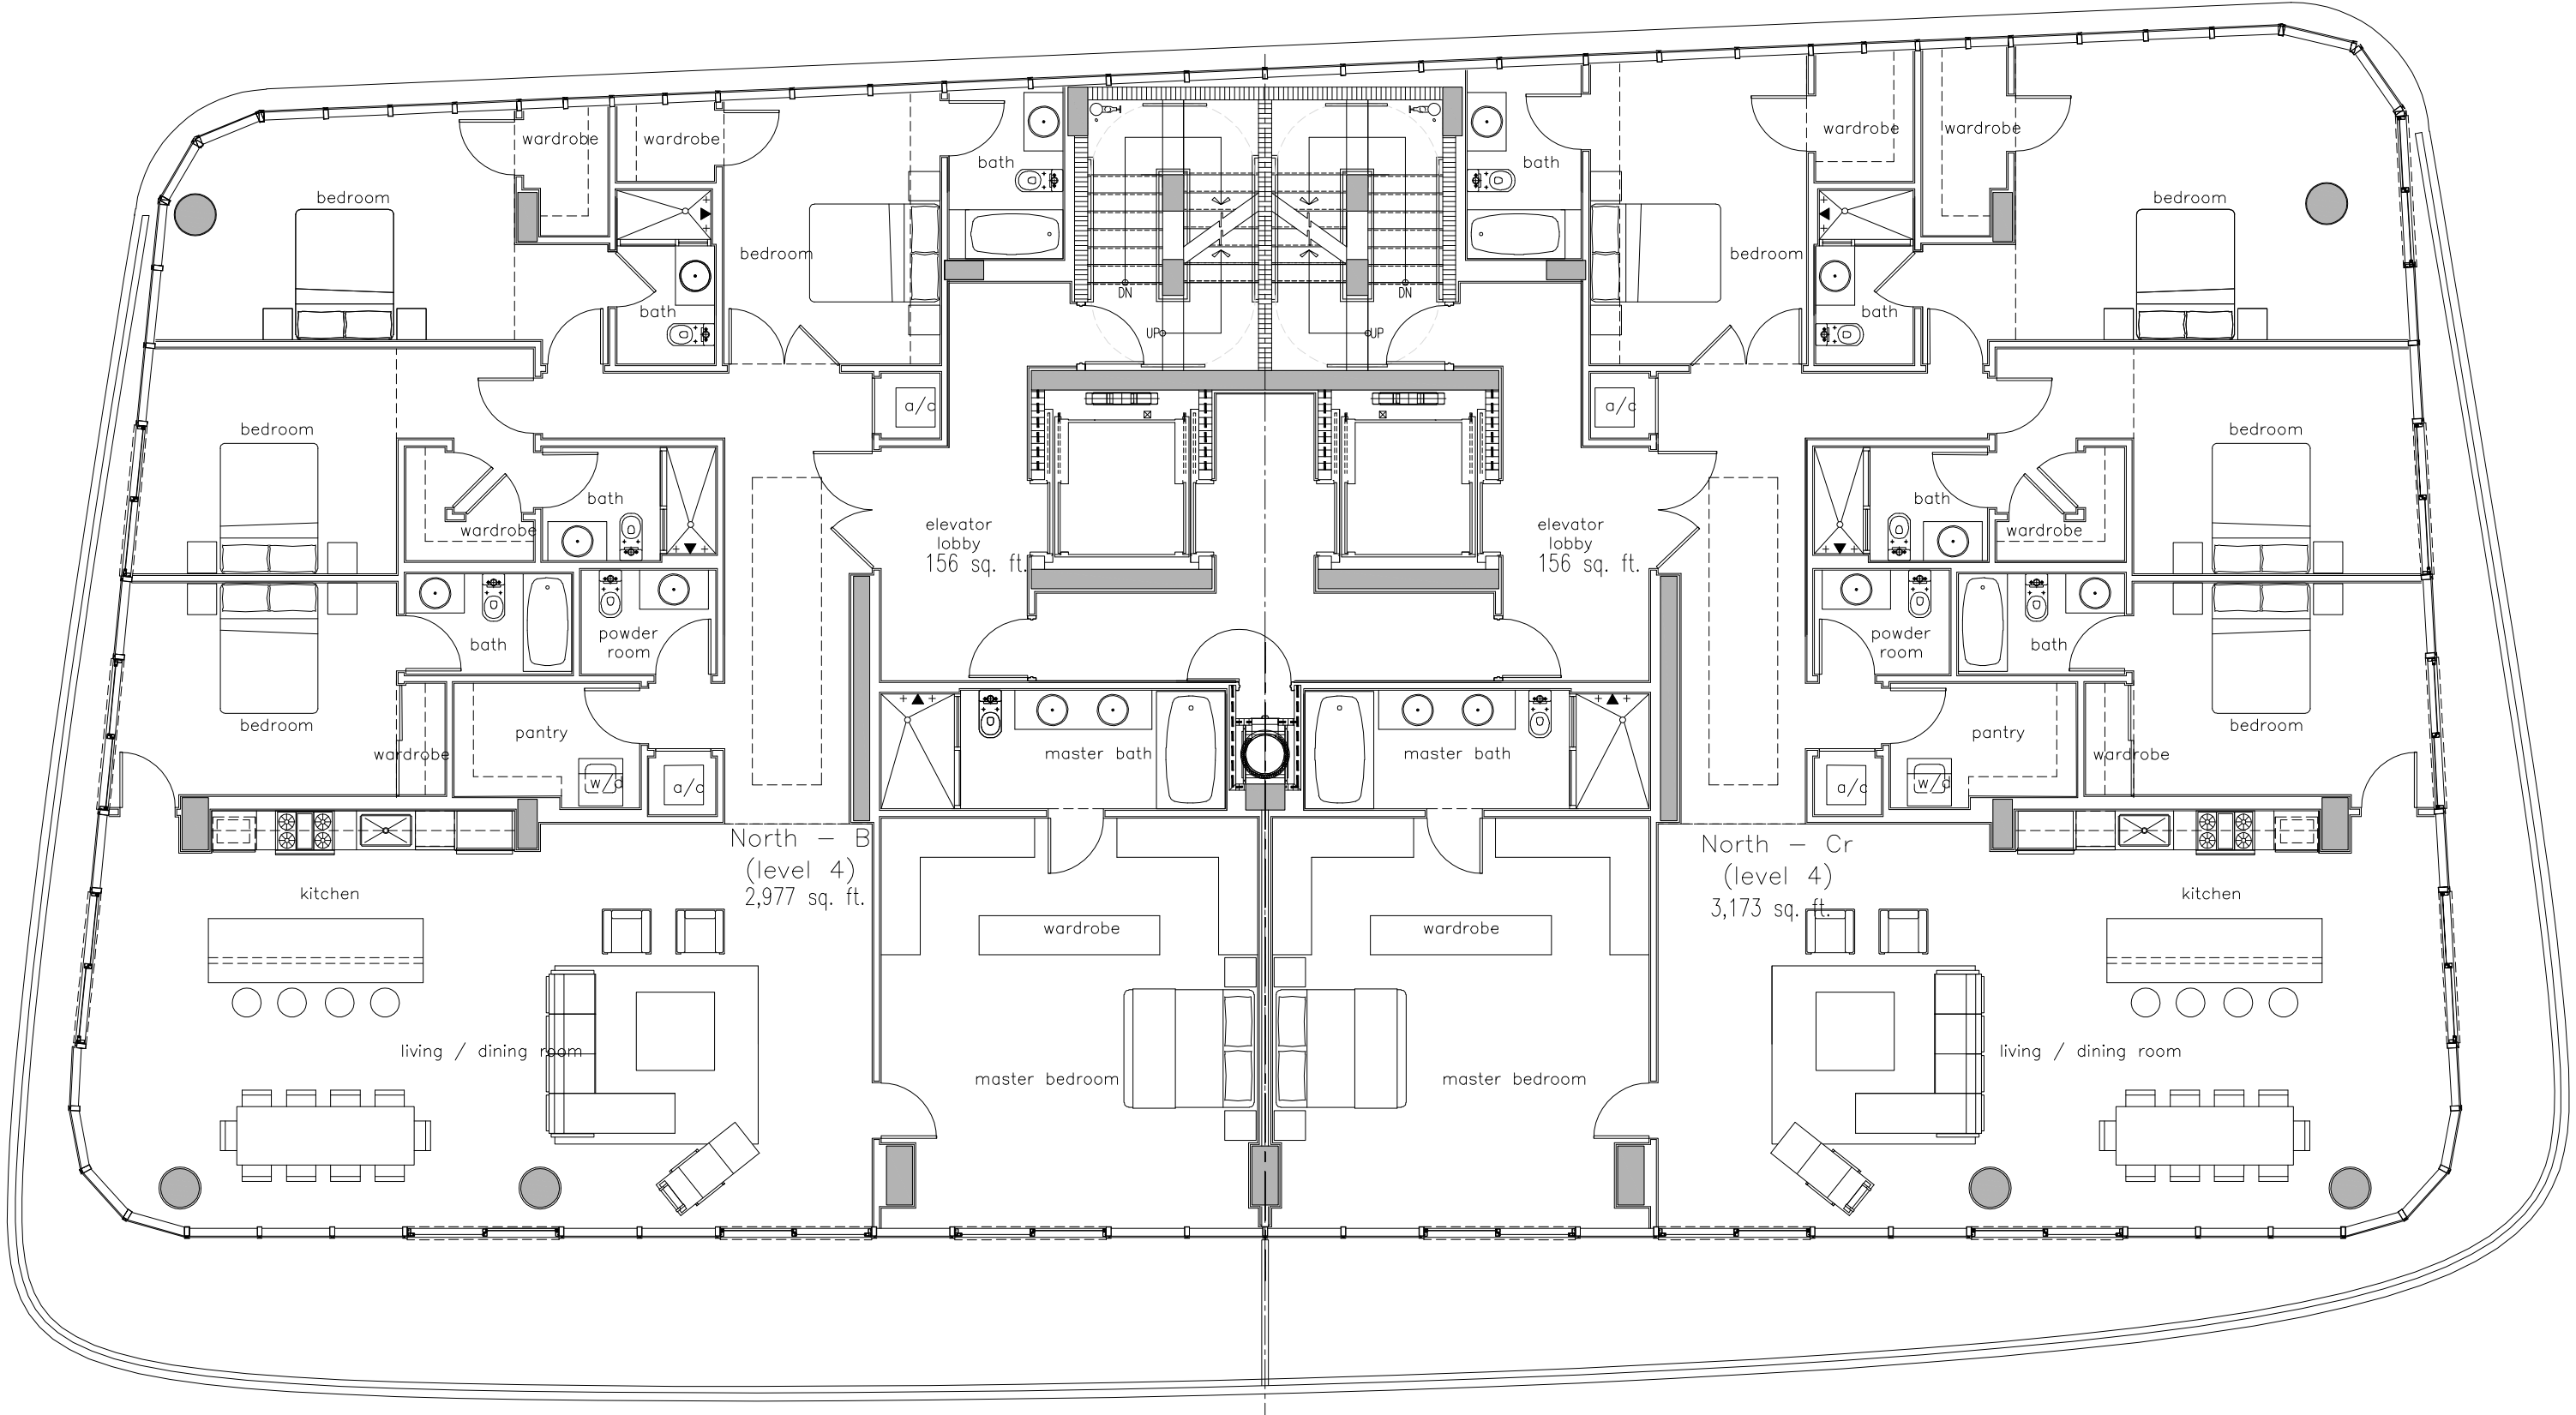 wardrobe
wardrobe
bath
bath
wardrobe
wardrobe
bedroom
bedroom
bedroom
bedroom
DN
DN
bath
bath
UP
UP
a/c
a/c
bedroom
bedroom
bath
bath
wardrobe
wardrobe
elevator
lobby
156 sq. ft.
elevator
lobby
156 sq. ft.
bath
powder
room
powder
room
bath
bedroom
bedroom
wardrobe
pantry
master bath
master bath
pantry
wardrobe
w/d
a/c
a/c
w/d
North - B
(level 4)
2,977 sq. ft.
North - Cr
(level 4)
3,173 sq. ft.
kitchen
kitchen
wardrobe
wardrobe
living / dining room
living / dining room
master bedroom
master bedroom